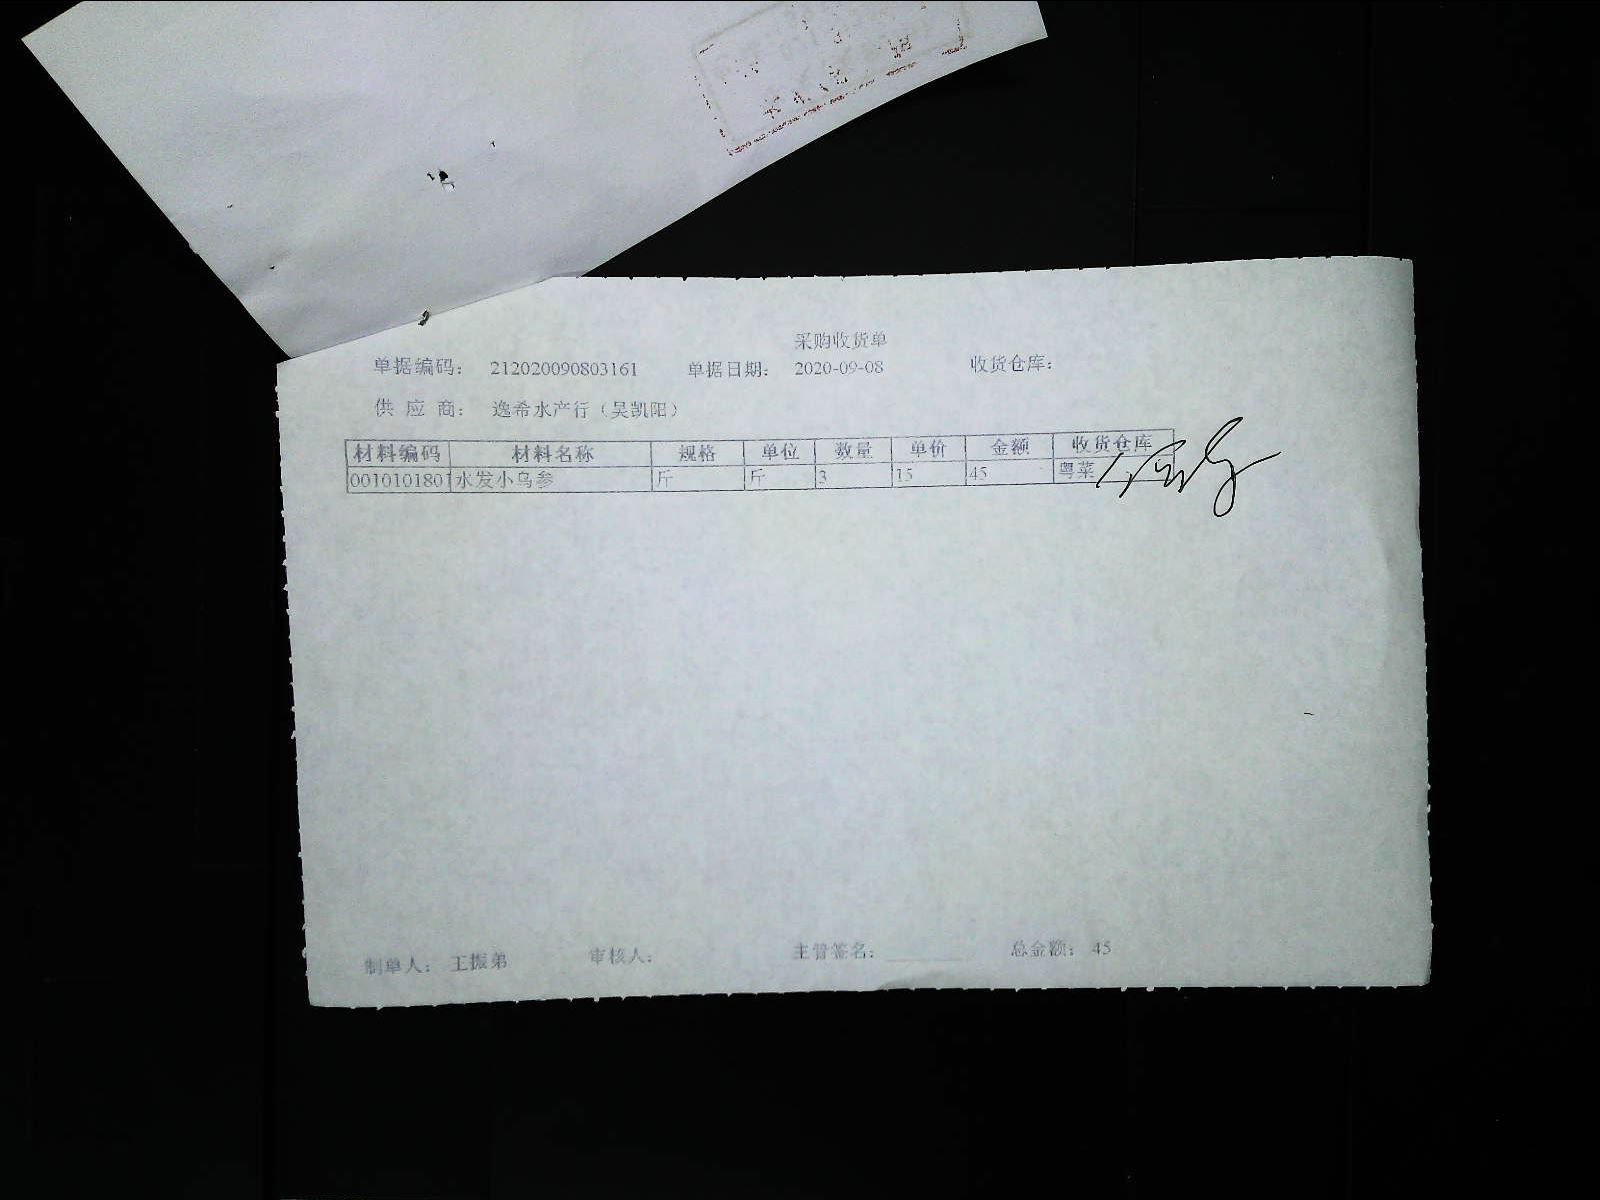 采购收货单
单据编码: 212020090803161 单据日期: 2020-09-08 收货仓库:
供 应 商: 逸希水产行（吴凯阳）
材料编码 材料名称 规格 单位 数量 单价 金额 收货仓库
0010101801 水发小乌参 斤 斤 3 15 45 粤菜
制单人: 王振弟 审核人: 主管签名: 总金额: 45